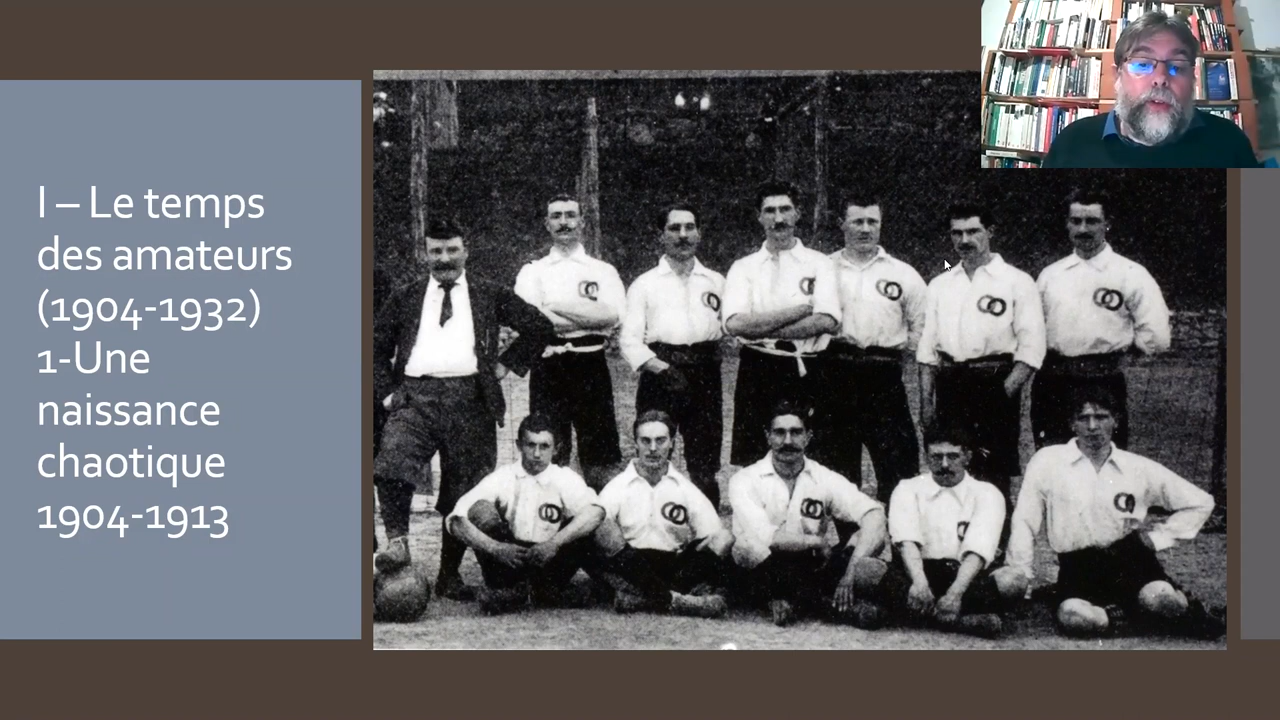 I – Le temps
des amateurs
(1904-1932)
1-Une
naissance
chaotique
1904-1913